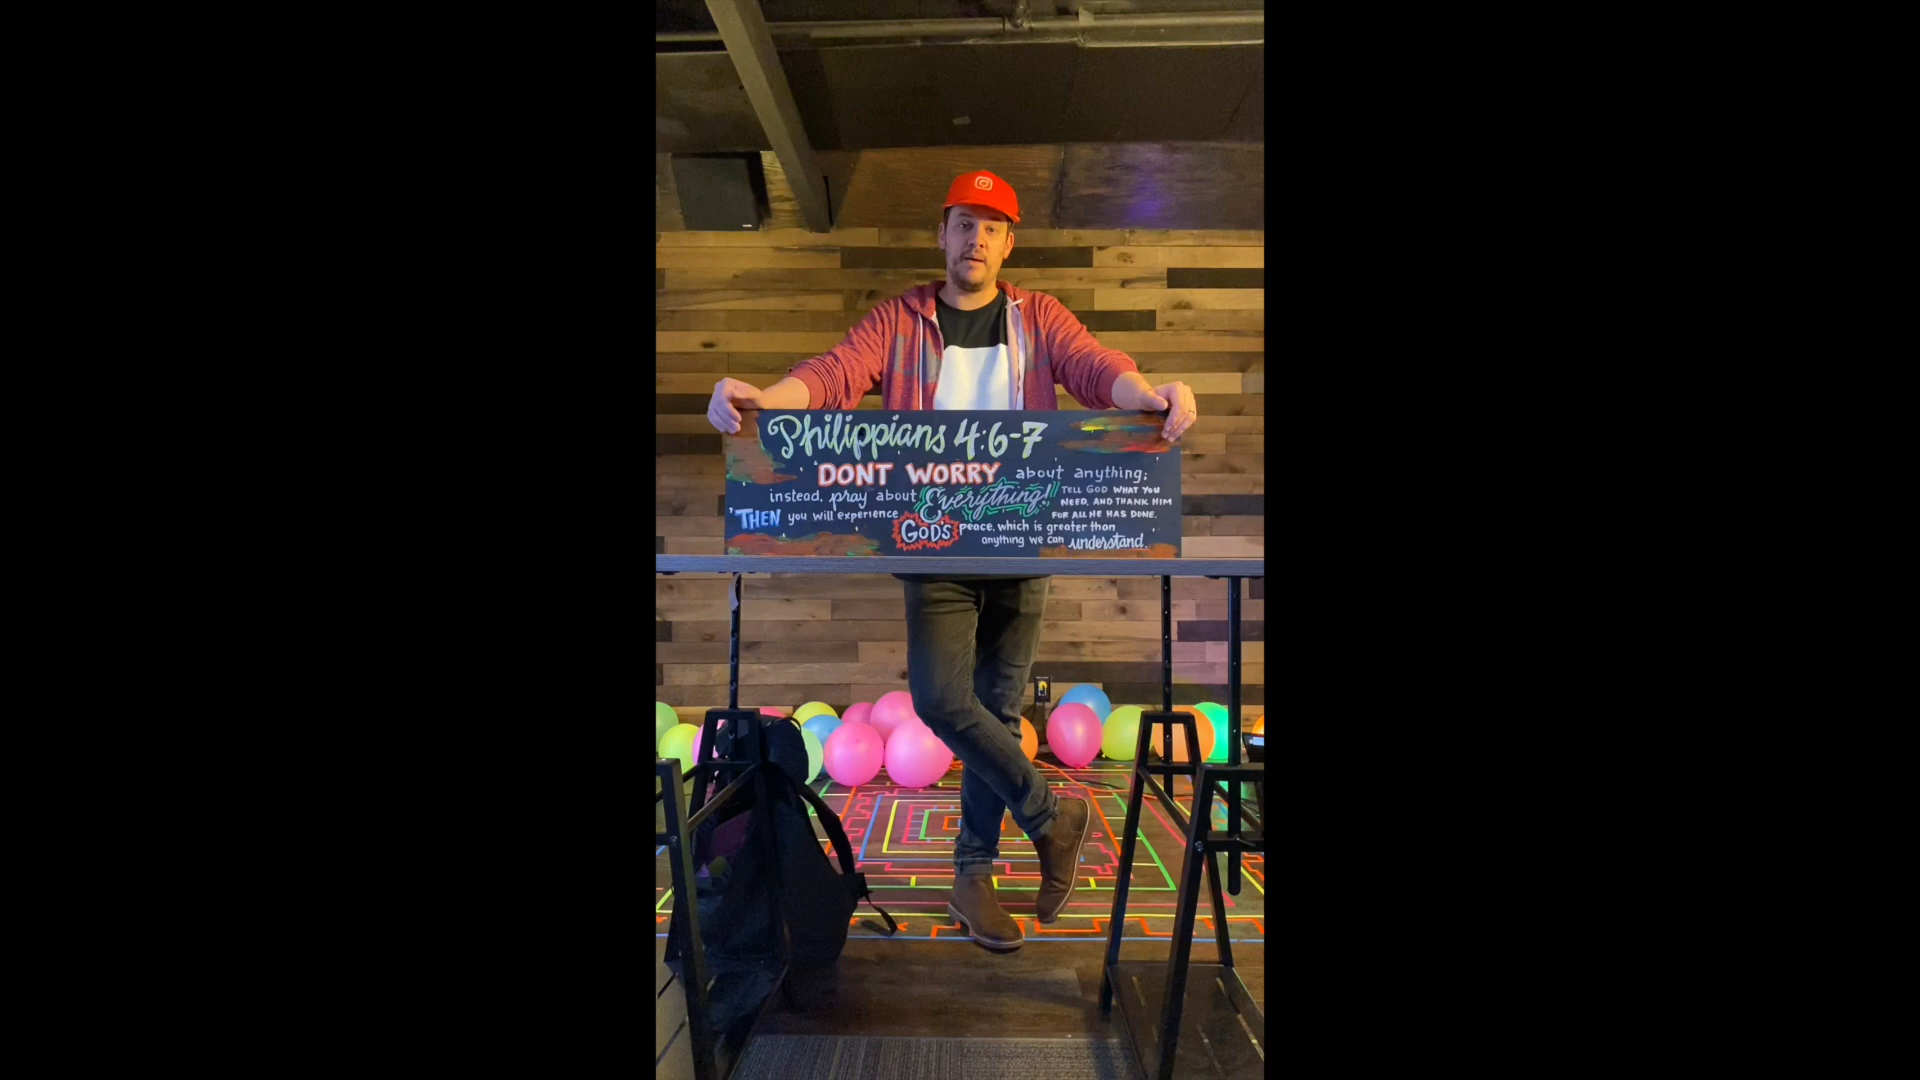 Philippians 4:6-7
DONT WORRY about anything;
instead, pray about Everything! TELL GOD WHAT YOU
NEED, AND THANK HIM
FOR ALL HE HAS DONE.
THEN you will experience
GOD'S peace, which is greater than
anything we can understand.